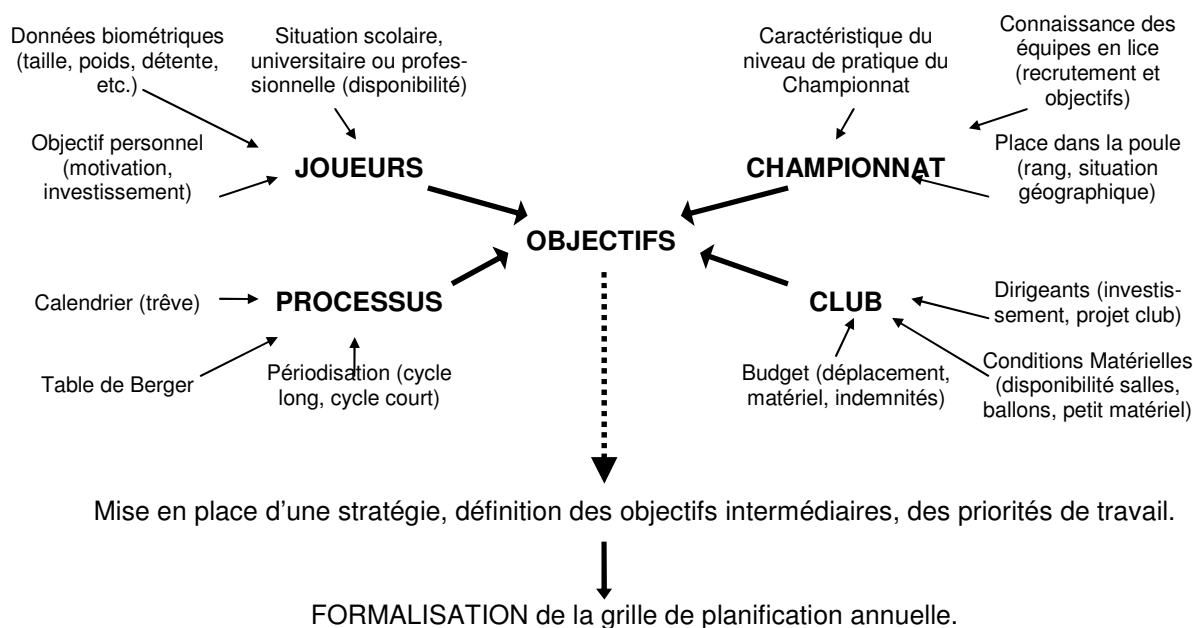 Données biométriques
(taille, poids, détente,
etc.)
Situation scolaire,
universitaire ou profes-
sionnelle (disponibilité)
Caractéristique du
niveau de pratique du
Championnat
Connaissance des
équipes en lice
(recrutement et
objectifs)
Objectif personnel
(motivation,
investissement)
JOUEURS
CHAMPIONNAT
Place dans la poule
(rang, situation
géographique)
OBJECTIFS
Calendrier (trêve)
PROCESSUS
CLUB
Dirigeants (investis-
sement, projet club)
Table de Berger
Périodisation (cycle
long, cycle court)
Budget (déplacement,
matériel, indemnités)
Conditions Matérielles
(disponibilité salles,
ballons, petit matériel)
Mise en place d’une stratégie, définition des objectifs intermédiaires, des priorités de travail.
FORMALISATION de la grille de planification annuelle.